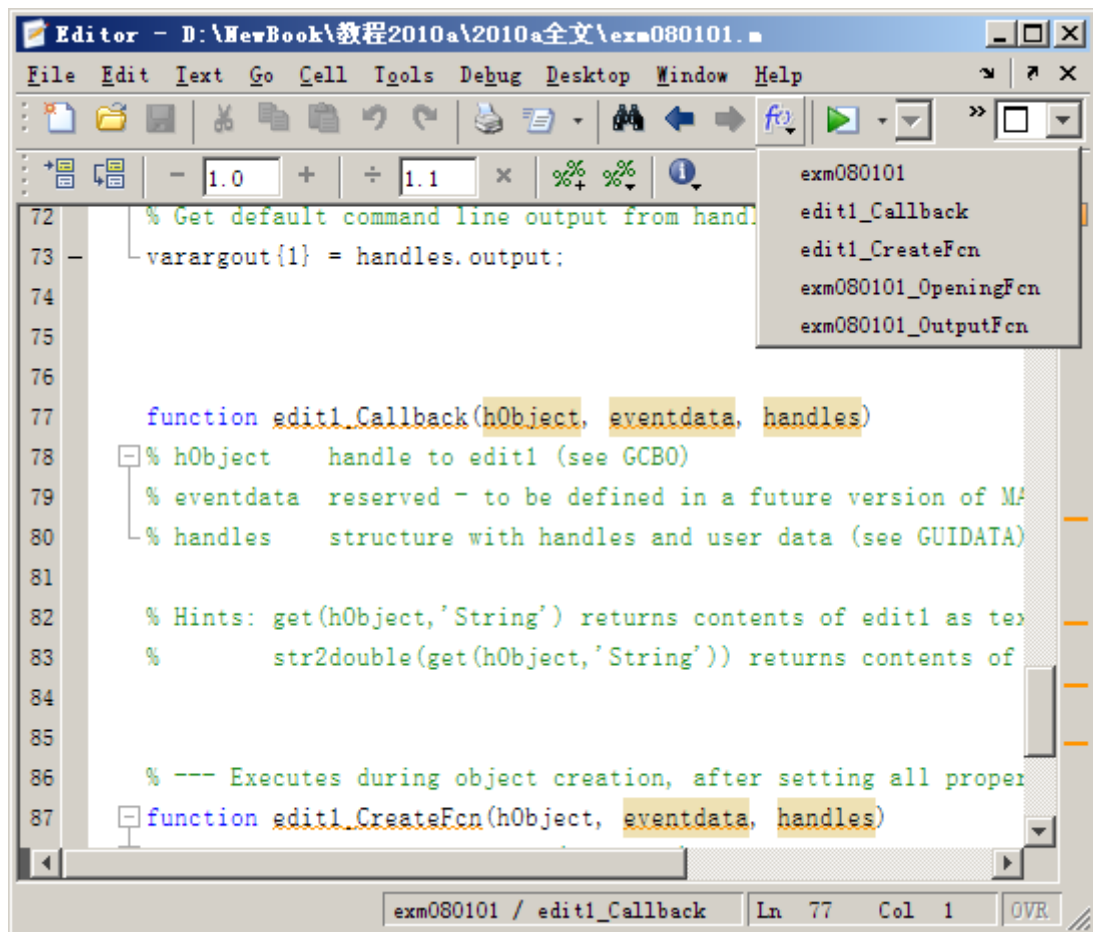 Editor - D:\NewBook\教程2010a\2010a全文\exm080101.m
File Edit Text Go Cell Tools Debug Desktop Window Help
- 1.0 + ÷ 1.1 ×
exm080101
edit1_Callback
edit1_CreateFcn
exm080101_OpeningFcn
exm080101_OutputFcn
72 % Get default command line output from handl
73 - varargout{1} = handles.output;
74
75
76
77 function edit1_Callback(hObject, eventdata, handles)
78 % hObject    handle to edit1 (see GCBO)
79 % eventdata  reserved - to be defined in a future version of MA
80 % handles    structure with handles and user data (see GUIDATA)
81
82 % Hints: get(hObject,'String') returns contents of edit1 as tex
83 %        str2double(get(hObject,'String')) returns contents of
84
85
86 % --- Executes during object creation, after setting all proper
87 function edit1_CreateFcn(hObject, eventdata, handles)
exm080101 / edit1_Callback Ln 77 Col 1 OVR